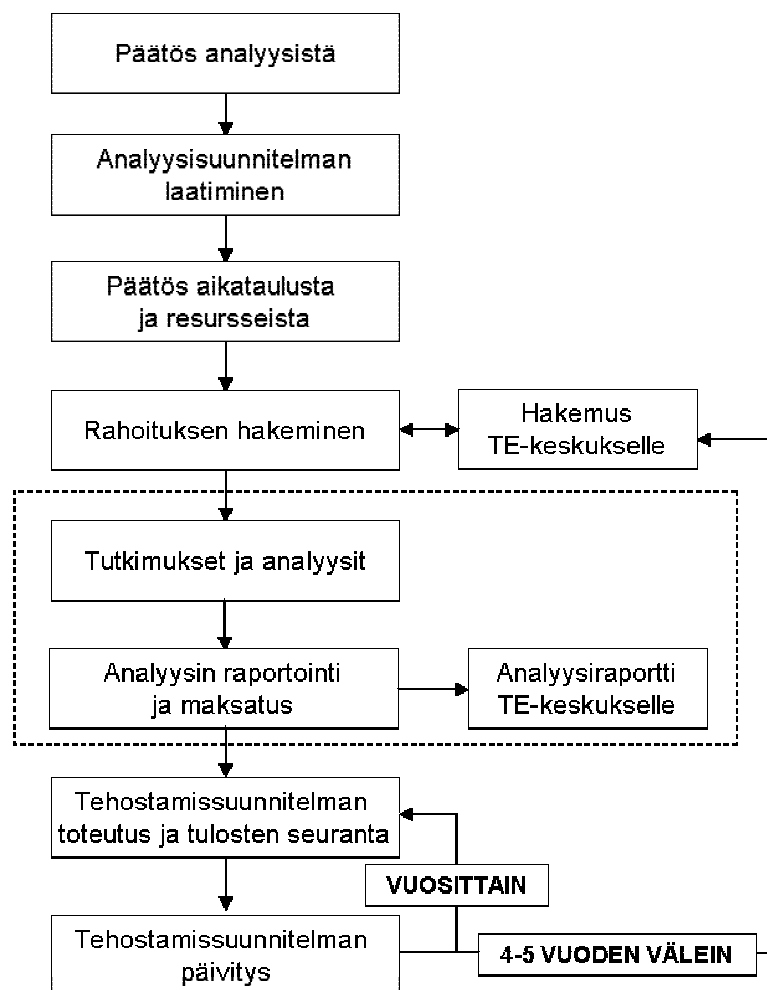 Päätös analyysistä
Analyysisuunnitelman
laatiminen
Päätös aikataulusta
ja resursseista
Rahoituksen hakeminen
Hakemus
TE-keskukselle
Tutkimukset ja analyysit
Analyysin raportointi
ja maksatus
Analyysiraportti
TE-keskukselle
Tehostamissuunnitelman
toteutus ja tulosten seuranta
VUOSITTAIN
Tehostamissuunnitelman
päivitys
4-5 VUODEN VÄLEIN